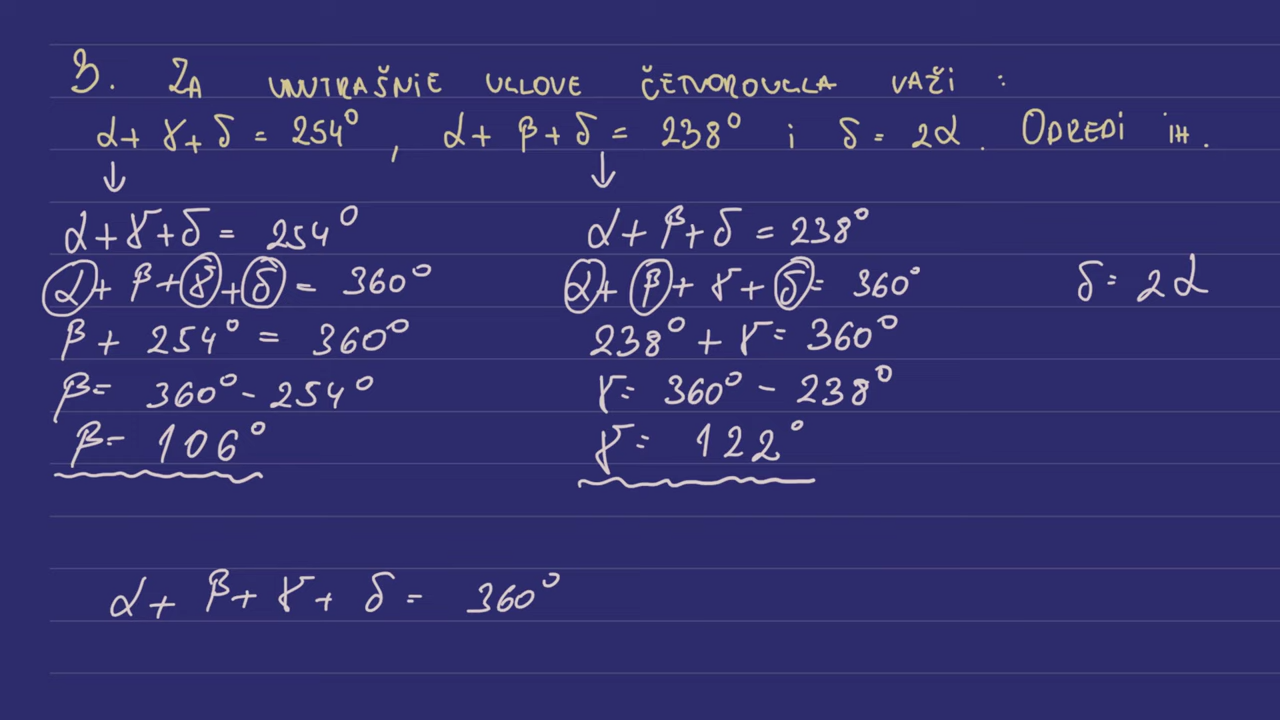 3. ZA UNUTRAŠNJE UGLOVE ČETVOROUGLA VAŽI :
α + γ + δ = 254° , α + β + δ = 238° i δ = 2α . ODREDI IH.
↓ ↓
α + γ + δ = 254° α + β + δ = 238°
α + β + γ + δ = 360° α + β + γ + δ = 360° δ = 2α
β + 254° = 360° 238° + γ = 360°
β = 360° - 254° γ = 360° - 238°
β = 106° γ = 122°
α + β + γ + δ = 360°